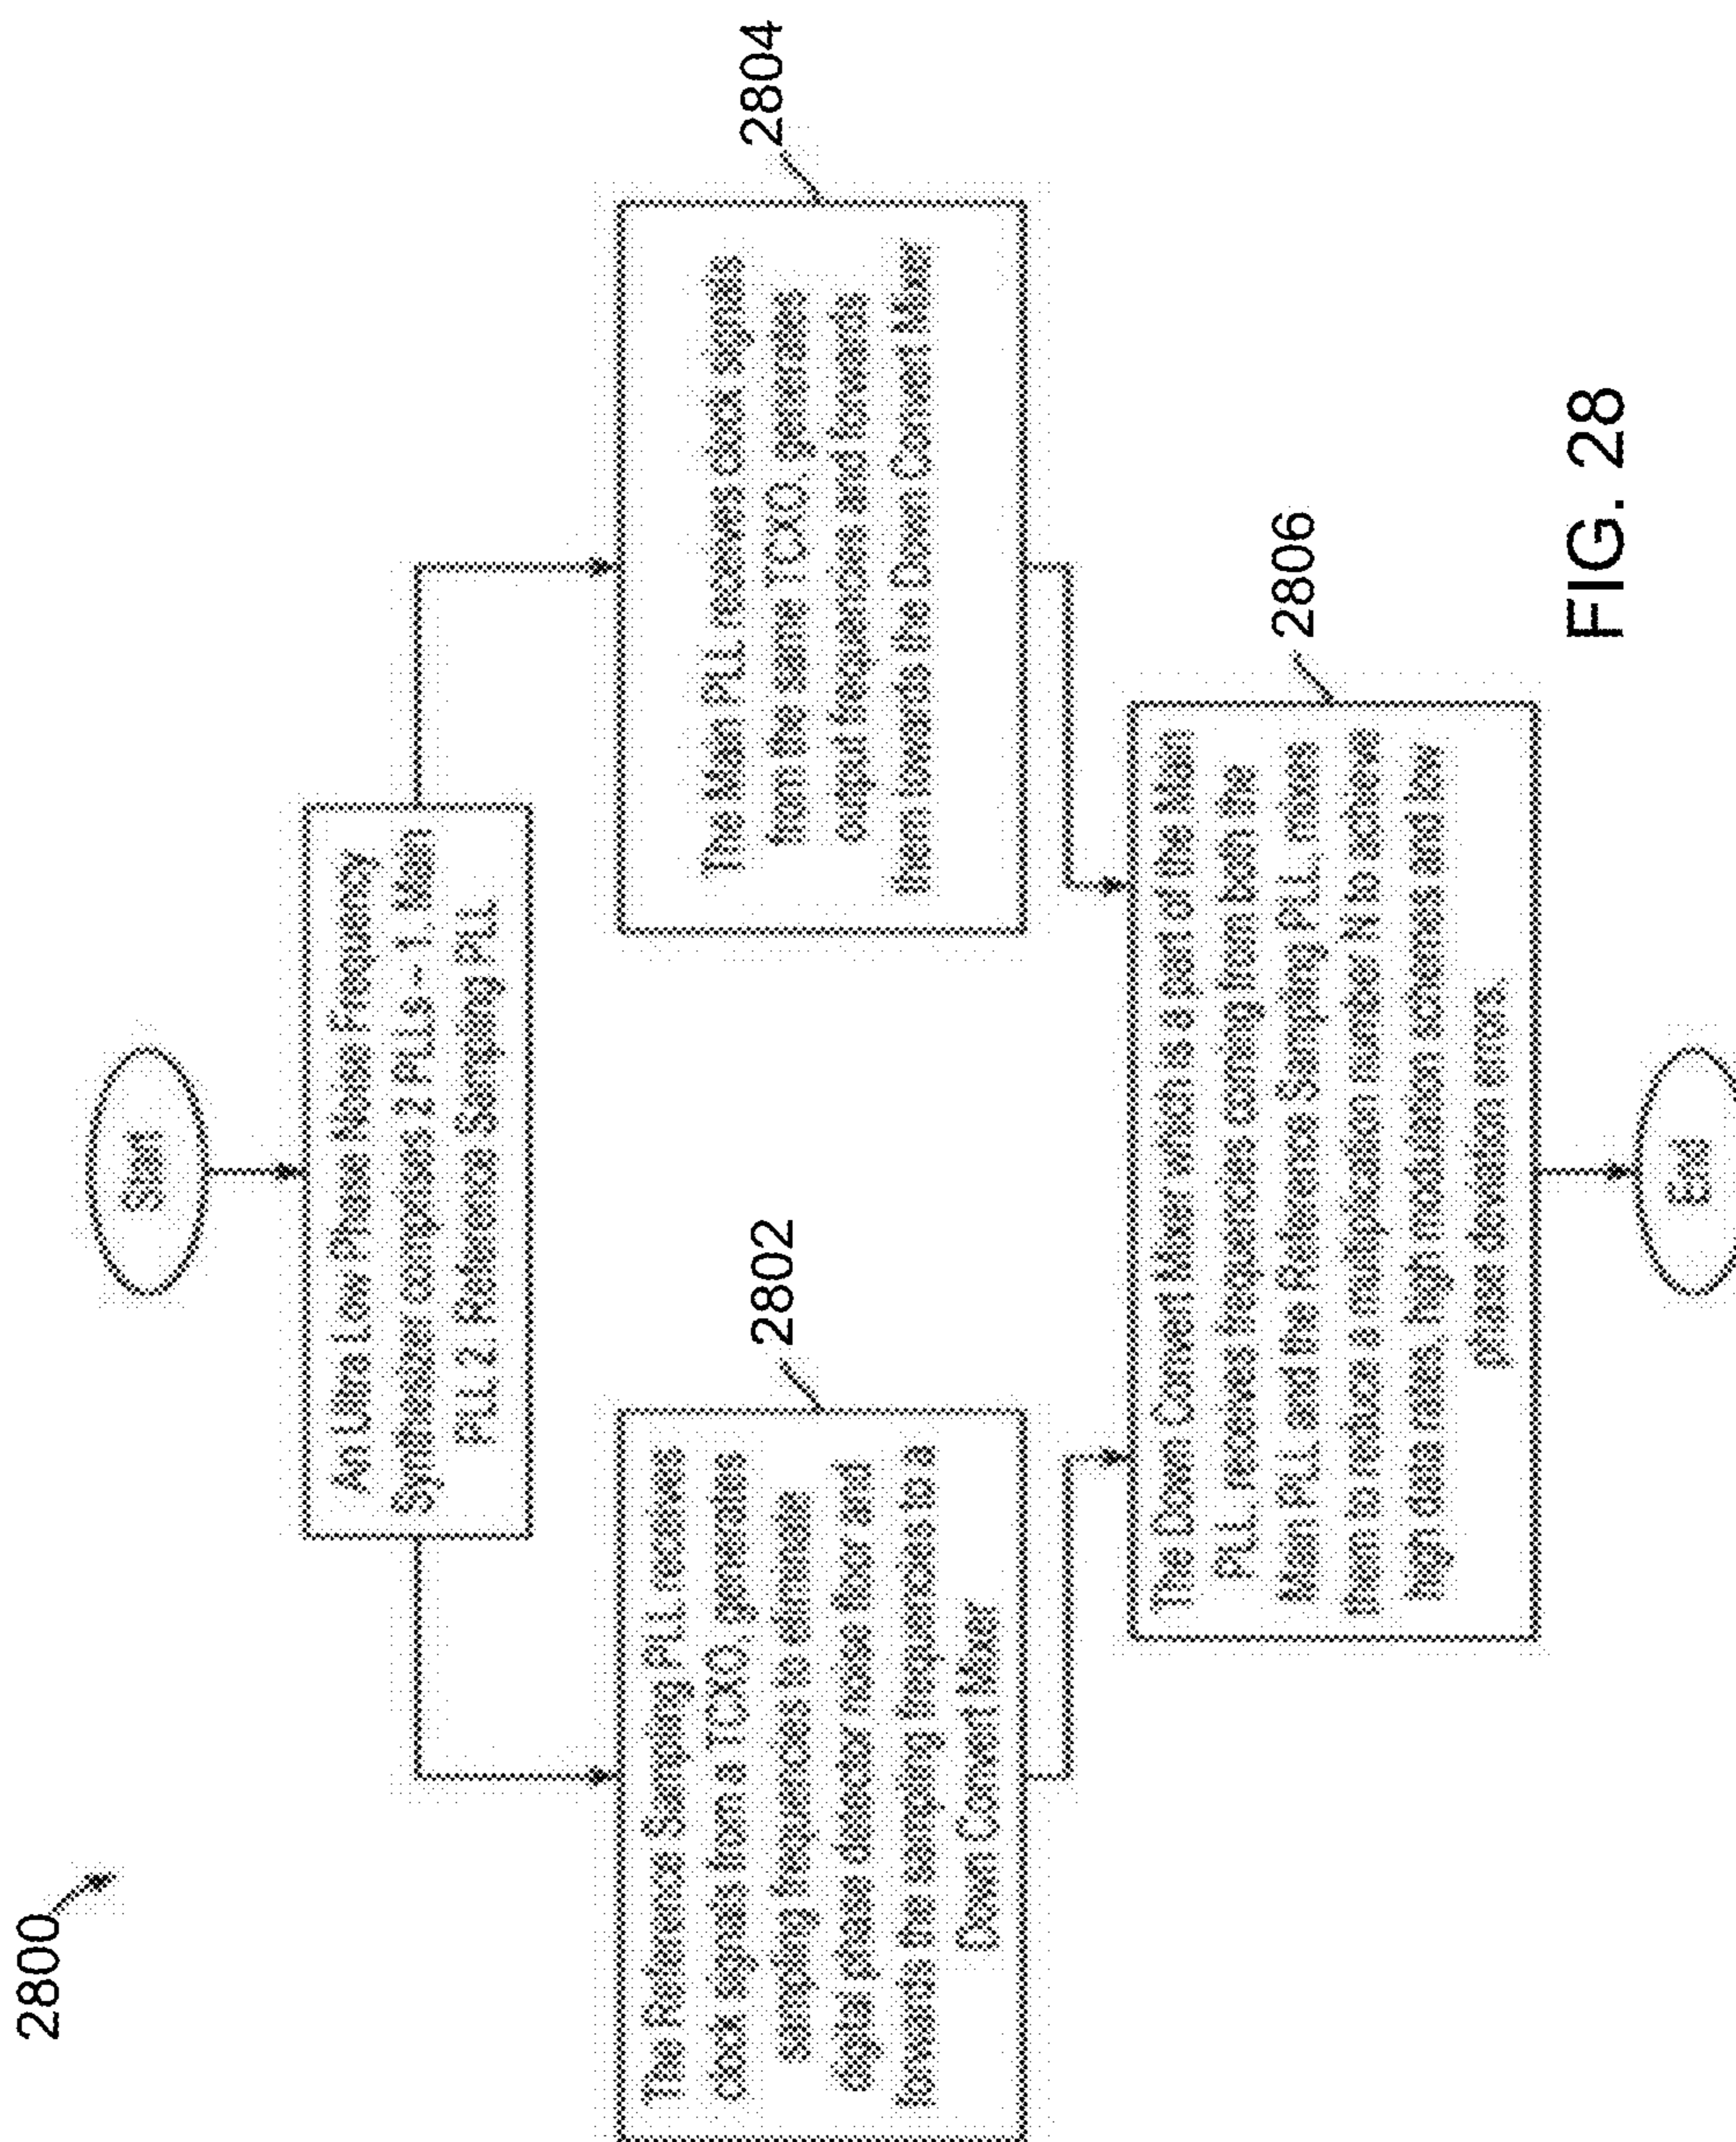 2800
Start
An Ultra Low Phase Noise Frequency
Synthesizer comprises 2 PLLs – 1. Main
PLL 2. Reference Sampling PLL
2802
The Reference Sampling PLL receives
clock signals from a TCXO, generates
sampling frequencies to eliminate
digital phase detector noise floor and
forwards the sampling frequencies to a
Down Convert Mixer
2804
The Main PLL receives clock signals
from the same TCXO, generates
output frequencies and forwards
them towards the Down Convert Mixer
2806
The Down Convert Mixer which is a part of the Main
PLL, receives frequencies coming from both the
Main PLL and the Reference Sampling PLL, mixes
them to reduce a multiplication number N to achieve
high data rates, high modulation schemes and low
phase deviation errors.
End
FIG. 28